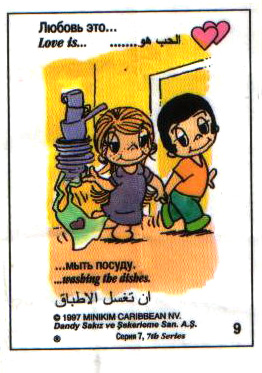 Любовь это...
Love is...
الحب هو........
...мыть посуду.
...washing the dishes.
ان تغسل الاطباق
© 1997 MINIKIM CARIBBEAN NV.
Dandy Sakız ve Şekerleme San. A.Ş.
® Серия 7, 7th Series
9